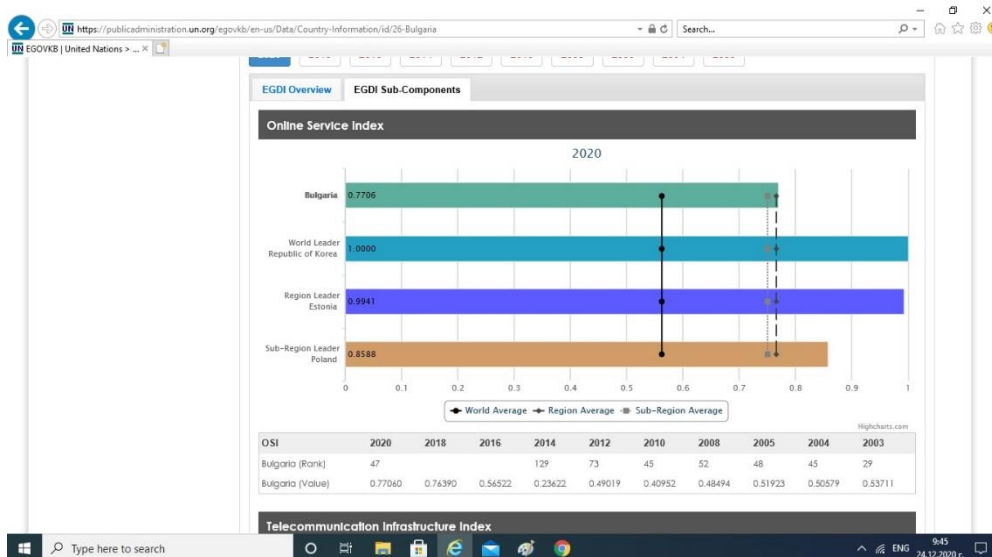 https://publicadministration.un.org/egovkb/en-us/Data/Country-Information/id/26-Bulgaria
Search...
UN EGOVKB | United Nations > ...
EGDI Overview
EGDI Sub-Components
Online Service Index
2020
Bulgaria 0.7706
World Leader
Republic of Korea 1.0000
Region Leader
Estonia 0.9941
Sub-Region Leader
Poland 0.8588
0 0.1 0.2 0.3 0.4 0.5 0.6 0.7 0.8 0.9 1
World Average Region Average Sub-Region Average
Highcharts.com
OSI 2020 2018 2016 2014 2012 2010 2008 2005 2004 2003
Bulgaria (Rank) 47 129 73 45 52 48 45 29
Bulgaria (Value) 0.77060 0.76390 0.56522 0.23622 0.49019 0.40952 0.48494 0.51923 0.50579 0.53711
Telecommunication Infrastructure Index
Type here to search
ENG
9:45
24.12.2020 г.